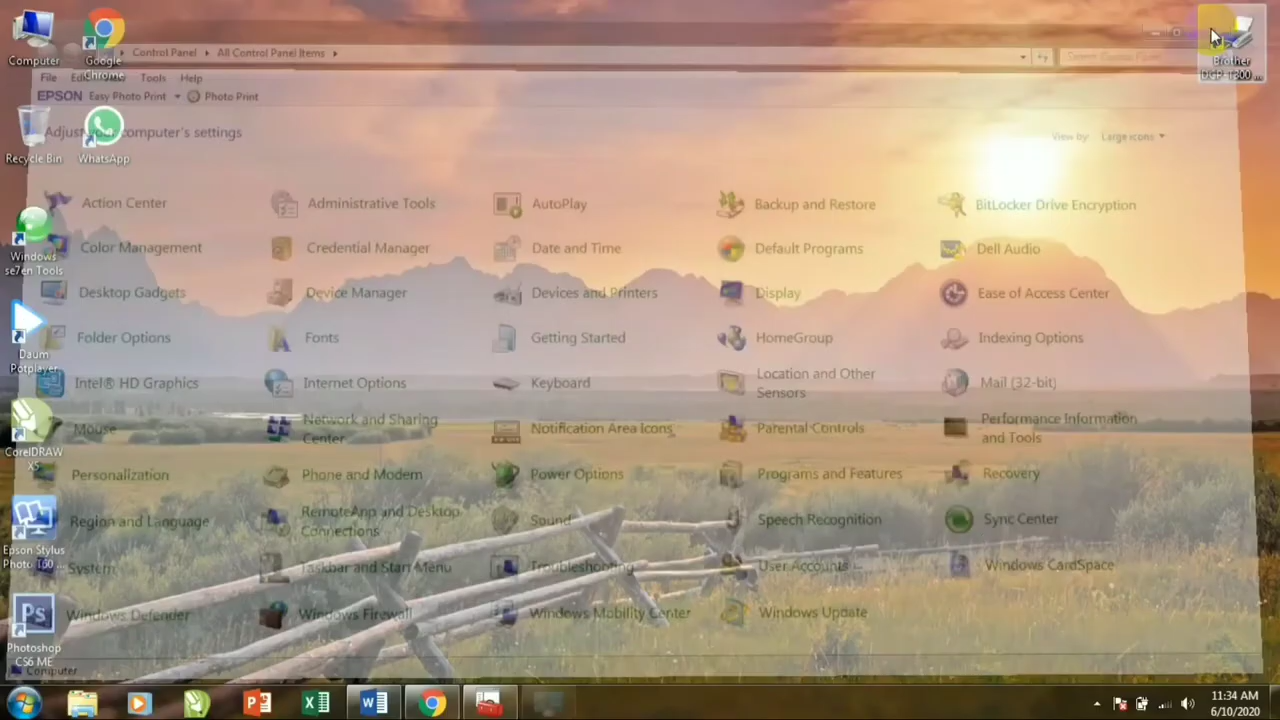 Computer
Google
Chrome
Control Panel
All Control Panel Items
Brother
DCP-T300 ...
File
Tools
Help
EPSON Easy Photo Print
Photo Print
Adjust your computer's settings
View by: Large icons
Recycle Bin
WhatsApp
Action Center
Administrative Tools
AutoPlay
Backup and Restore
BitLocker Drive Encryption
Color Management
Credential Manager
Date and Time
Default Programs
Dell Audio
Windows
se7en Tools
Desktop Gadgets
Device Manager
Devices and Printers
Display
Ease of Access Center
Folder Options
Fonts
Getting Started
HomeGroup
Indexing Options
Daum
Potplayer
Intel® HD Graphics
Internet Options
Keyboard
Location and Other
Sensors
Mail (32-bit)
Mouse
Network and Sharing
Center
Notification Area Icons
Parental Controls
Performance Information
and Tools
CorelDRAW
X5
Personalization
Phone and Modem
Power Options
Programs and Features
Recovery
Region and Language
RemoteApp and Desktop
Connections
Sound
Speech Recognition
Sync Center
Epson Stylus
Photo T60 ...
System
Taskbar and Start Menu
Troubleshooting
User Accounts
Windows CardSpace
Ps
Windows Defender
Windows Firewall
Windows Mobility Center
Windows Update
Photoshop
CS6 ME
Computer
11:34 AM
6/10/2020